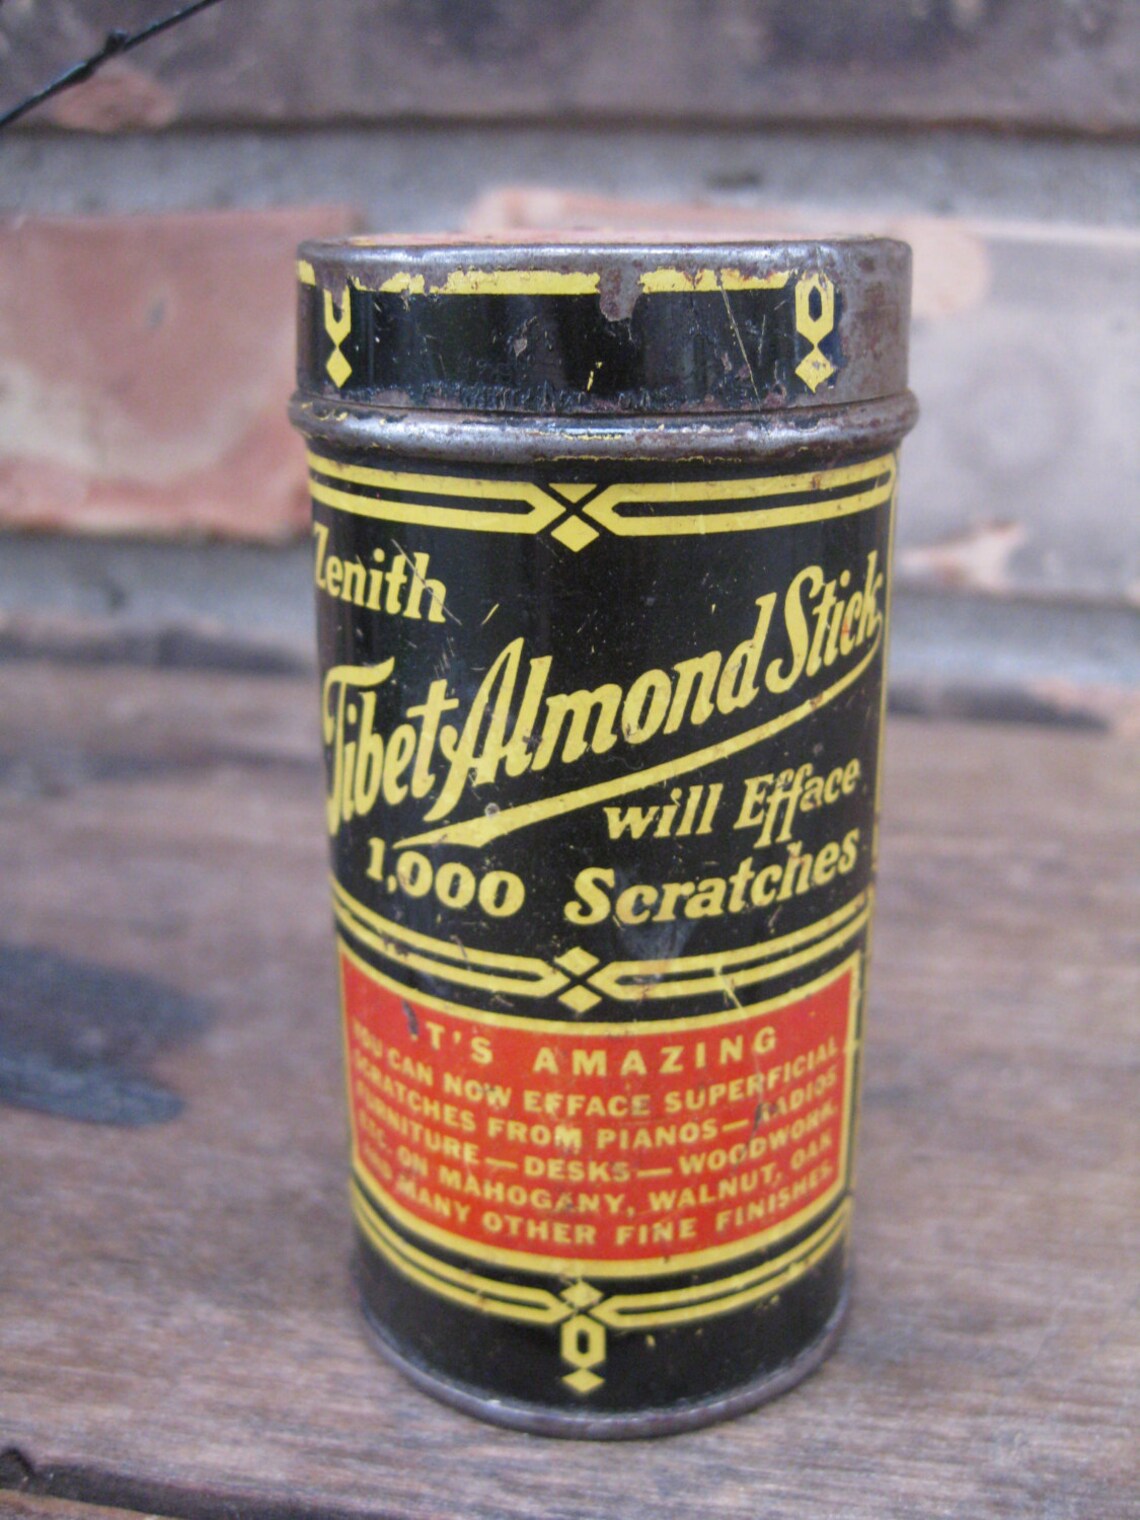 Zenith
Tibet Almond Stick
will Efface
1,000 Scratches
IT'S AMAZING
YOU CAN NOW EFFACE SUPERFICIAL
SCRATCHES FROM PIANOS—RADIOS
FURNITURE—DESKS—WOODWORK.
ETC. ON MAHOGANY, WALNUT, OAK
AND MANY OTHER FINE FINISHES.